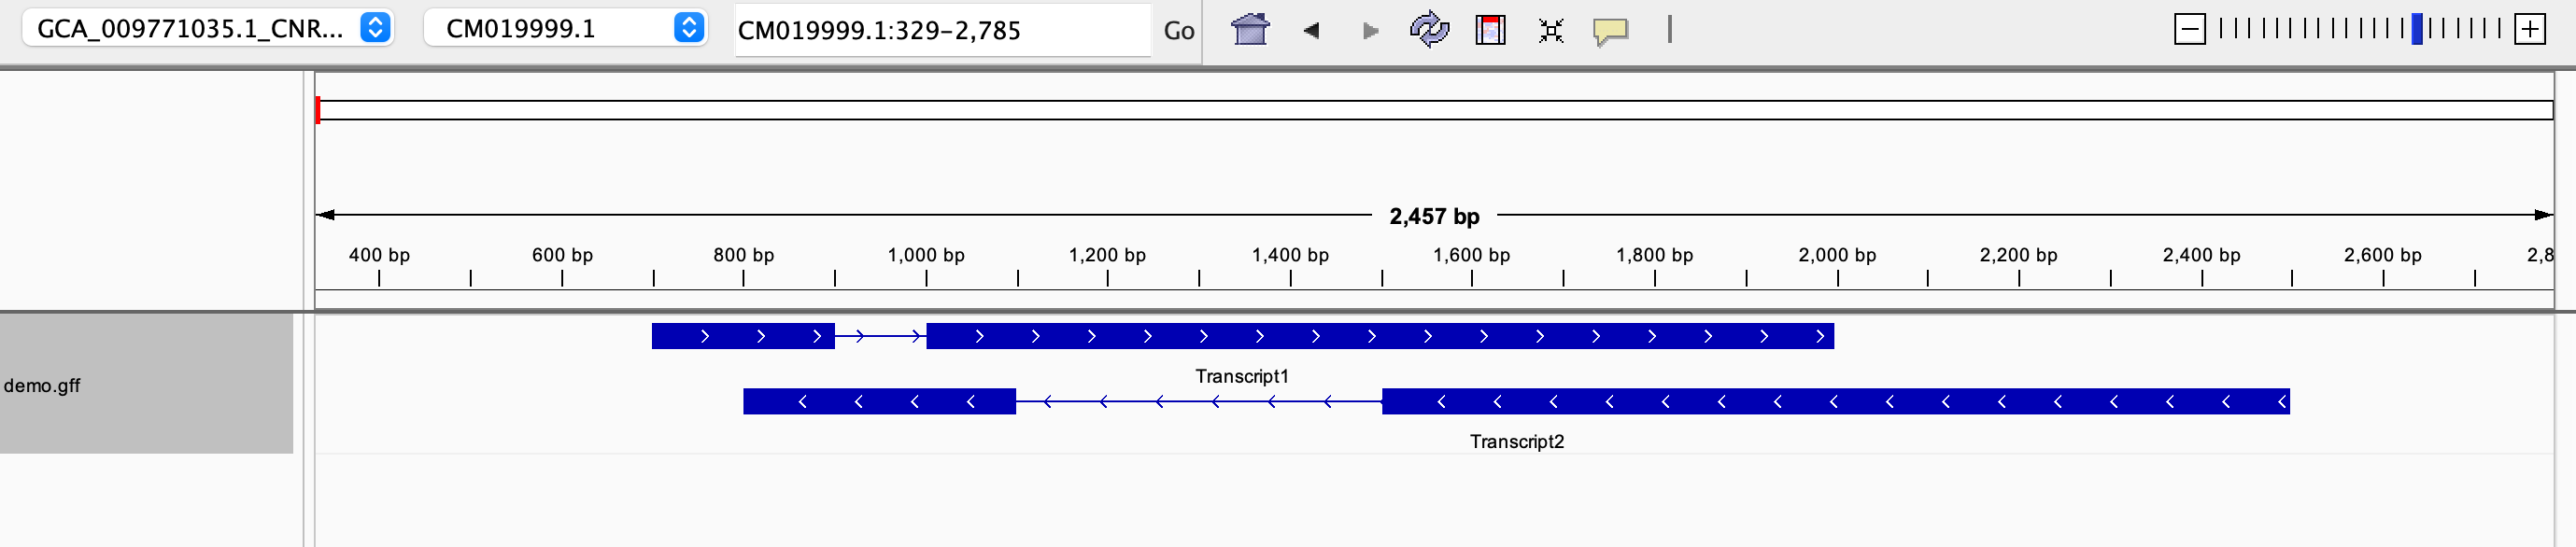 GCA_009771035.1_CNR... CM019999.1 CM019999.1:329-2,785 Go
2,457 bp
400 bp 600 bp 800 bp 1,000 bp 1,200 bp 1,400 bp 1,600 bp 1,800 bp 2,000 bp 2,200 bp 2,400 bp 2,600 bp 2,8
Transcript1
demo.gff
Transcript2